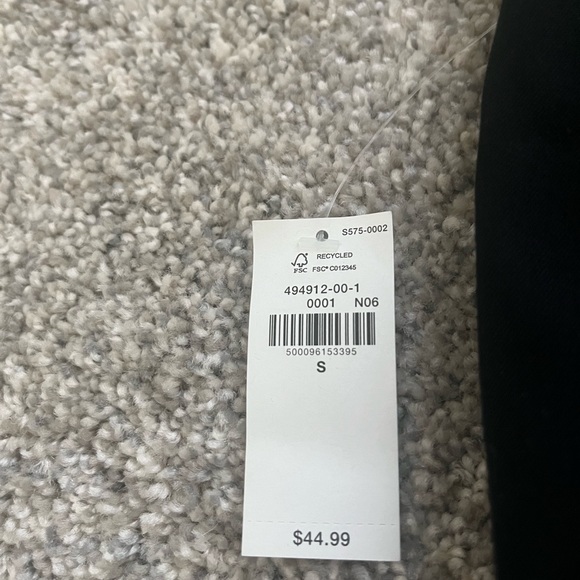 S575-0002
RECYCLED
FSC FSC® C012345
494912-00-1
0001 N06
500096153395
S
$44.99